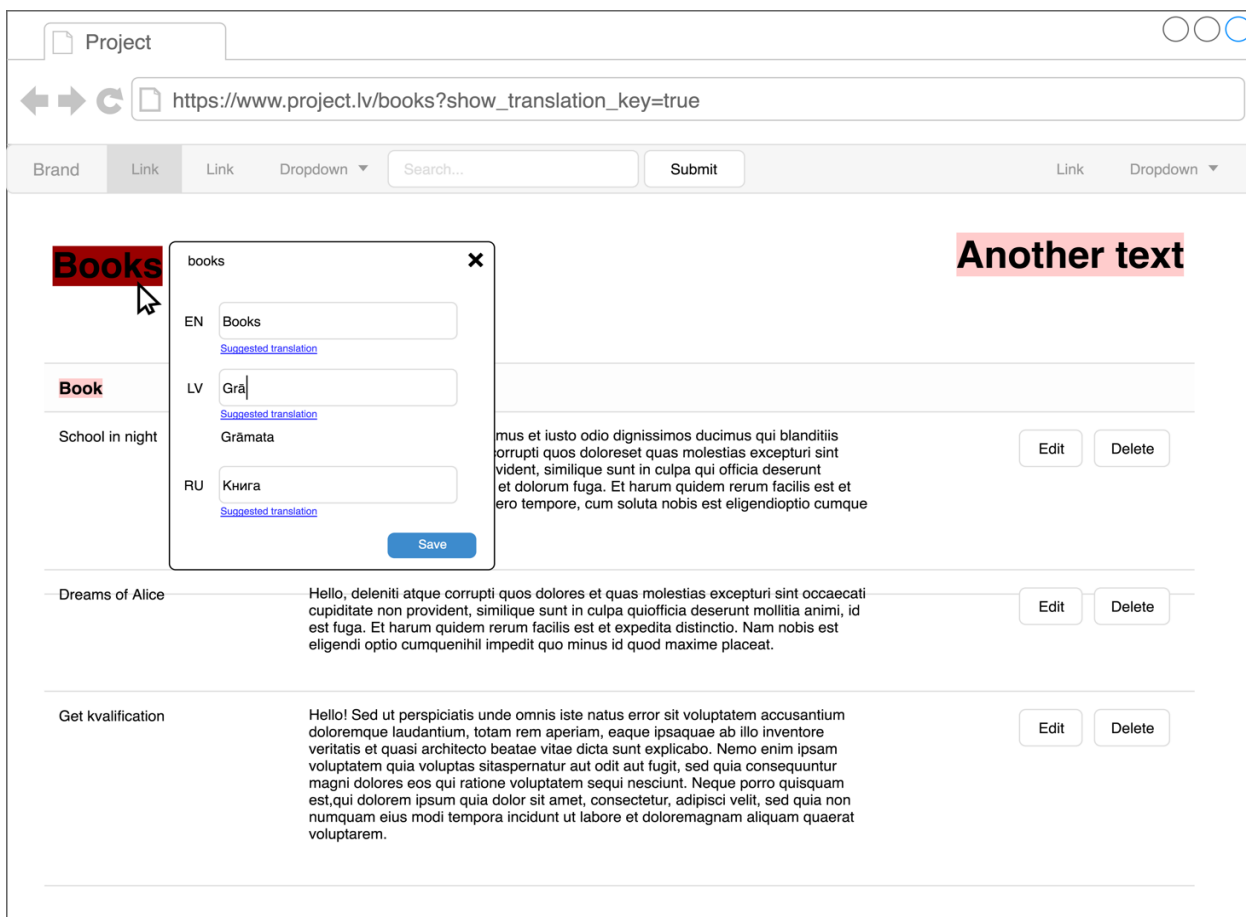 Project
https://www.project.lv/books?show_translation_key=true
Brand Link Link Dropdown Search... Submit Link Dropdown
Books
Another text
books
EN Books
Suggested translation
LV Grā
Suggested translation
Grāmata
RU Книга
Suggested translation
Save
Book
School in night
mus et iusto odio dignissimos ducimus qui blanditiis
orrupti quos doloreset quas molestias excepturi sint
vident, similique sunt in culpa qui officia deserunt
et dolorum fuga. Et harum quidem rerum facilis est et
ero tempore, cum soluta nobis est eligendioptio cumque
Edit Delete
Dreams of Alice
Hello, deleniti atque corrupti quos dolores et quas molestias excepturi sint occaecati
cupiditate non provident, similique sunt in culpa quiofficia deserunt mollitia animi, id
est fuga. Et harum quidem rerum facilis est et expedita distinctio. Nam nobis est
eligendi optio cumquenihil impedit quo minus id quod maxime placeat.
Edit Delete
Get kvalification
Hello! Sed ut perspiciatis unde omnis iste natus error sit voluptatem accusantium
doloremque laudantium, totam rem aperiam, eaque ipsaquae ab illo inventore
veritatis et quasi architecto beatae vitae dicta sunt explicabo. Nemo enim ipsam
voluptatem quia voluptas sitaspernatur aut odit aut fugit, sed quia consequuntur
magni dolores eos qui ratione voluptatem sequi nesciunt. Neque porro quisquam
est,qui dolorem ipsum quia dolor sit amet, consectetur, adipisci velit, sed quia non
numquam eius modi tempora incidunt ut labore et doloremagnam aliquam quaerat
voluptarem.
Edit Delete